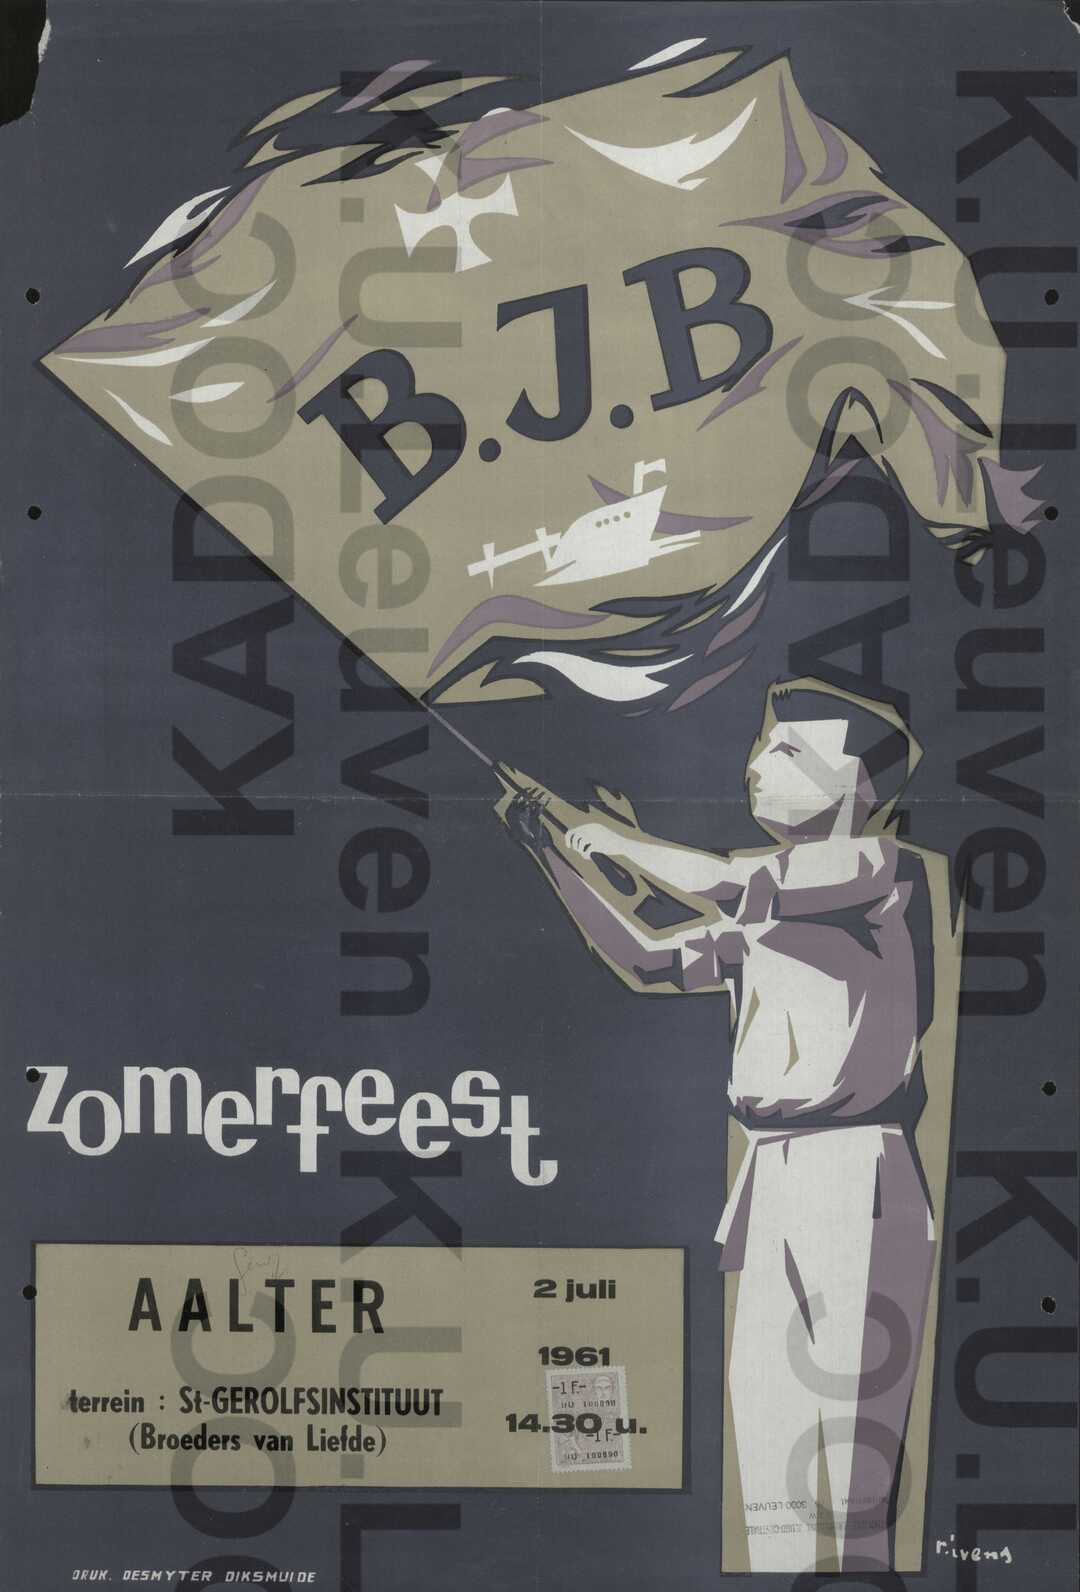 B.J.B
zomerfeest
AALTER
terrein : St-GEROLFSINSTITUUT
(Broeders van Liefde)
2 juli
1961
14.30 u.
-1 F-
-1 F-
3000 LEUVEN
r.ivens
DRUK. DESMYTER DIKSMUIDE
K.U.Leuven K.U.L
KADOC
K.U.Leuven K.U.L
KADOC